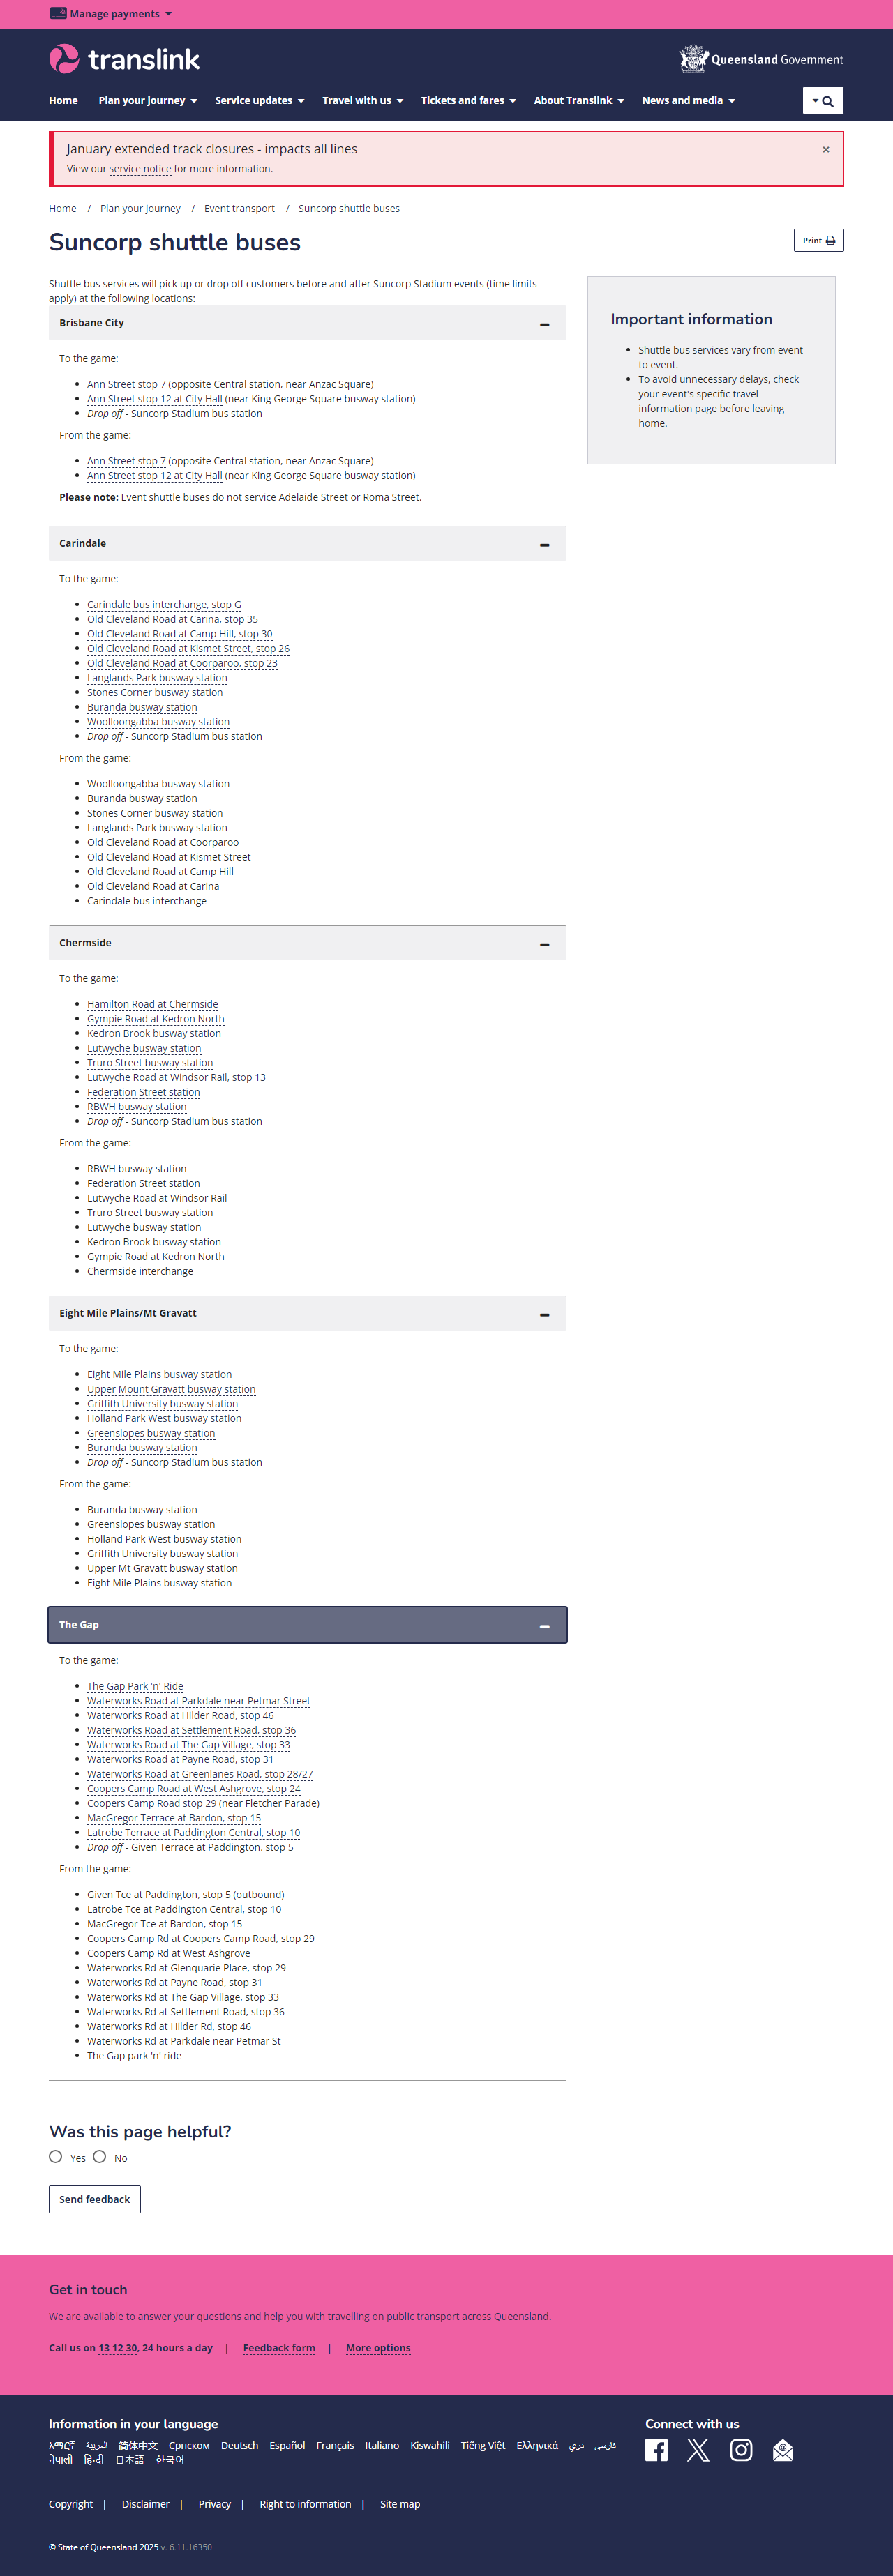 Manage payments
translink
Queensland Government
Home Plan your journey Service updates Travel with us Tickets and fares About Translink News and media
January extended track closures - impacts all lines ×
View our service notice for more information.
Home / Plan your journey / Event transport / Suncorp shuttle buses
Suncorp shuttle buses
Print
Shuttle bus services will pick up or drop off customers before and after Suncorp Stadium events (time limits
apply) at the following locations:
Important information
Shuttle bus services vary from event
to event.
To avoid unnecessary delays, check
your event's specific travel
information page before leaving
home.
Brisbane City
To the game:
Ann Street stop 7 (opposite Central station, near Anzac Square)
Ann Street stop 12 at City Hall (near King George Square busway station)
Drop off - Suncorp Stadium bus station
From the game:
Ann Street stop 7 (opposite Central station, near Anzac Square)
Ann Street stop 12 at City Hall (near King George Square busway station)
Please note: Event shuttle buses do not service Adelaide Street or Roma Street.
Carindale
To the game:
Carindale bus interchange, stop G
Old Cleveland Road at Carina, stop 35
Old Cleveland Road at Camp Hill, stop 30
Old Cleveland Road at Kismet Street, stop 26
Old Cleveland Road at Coorparoo, stop 23
Langlands Park busway station
Stones Corner busway station
Buranda busway station
Woolloongabba busway station
Drop off - Suncorp Stadium bus station
From the game:
Woolloongabba busway station
Buranda busway station
Stones Corner busway station
Langlands Park busway station
Old Cleveland Road at Coorparoo
Old Cleveland Road at Kismet Street
Old Cleveland Road at Camp Hill
Old Cleveland Road at Carina
Carindale bus interchange
Chermside
To the game:
Hamilton Road at Chermside
Gympie Road at Kedron North
Kedron Brook busway station
Lutwyche busway station
Truro Street busway station
Lutwyche Road at Windsor Rail, stop 13
Federation Street station
RBWH busway station
Drop off - Suncorp Stadium bus station
From the game:
RBWH busway station
Federation Street station
Lutwyche Road at Windsor Rail
Truro Street busway station
Lutwyche busway station
Kedron Brook busway station
Gympie Road at Kedron North
Chermside interchange
Eight Mile Plains/Mt Gravatt
To the game:
Eight Mile Plains busway station
Upper Mount Gravatt busway station
Griffith University busway station
Holland Park West busway station
Greenslopes busway station
Buranda busway station
Drop off - Suncorp Stadium bus station
From the game:
Buranda busway station
Greenslopes busway station
Holland Park West busway station
Griffith University busway station
Upper Mt Gravatt busway station
Eight Mile Plains busway station
The Gap
To the game:
The Gap Park 'n' Ride
Waterworks Road at Parkdale near Petmar Street
Waterworks Road at Hilder Road, stop 46
Waterworks Road at Settlement Road, stop 36
Waterworks Road at The Gap Village, stop 33
Waterworks Road at Payne Road, stop 31
Waterworks Road at Greenlanes Road, stop 28/27
Coopers Camp Road at West Ashgrove, stop 24
Coopers Camp Road stop 29 (near Fletcher Parade)
MacGregor Terrace at Bardon, stop 15
Latrobe Terrace at Paddington Central, stop 10
Drop off - Given Terrace at Paddington, stop 5
From the game:
Given Tce at Paddington, stop 5 (outbound)
Latrobe Tce at Paddington Central, stop 10
MacGregor Tce at Bardon, stop 15
Coopers Camp Rd at Coopers Camp Road, stop 29
Coopers Camp Rd at West Ashgrove
Waterworks Rd at Glenquarie Place, stop 29
Waterworks Rd at Payne Road, stop 31
Waterworks Rd at The Gap Village, stop 33
Waterworks Rd at Settlement Road, stop 36
Waterworks Rd at Hilder Rd, stop 46
Waterworks Rd at Parkdale near Petmar St
The Gap park 'n' ride
Was this page helpful?
Yes No
Send feedback
Get in touch
We are available to answer your questions and help you with travelling on public transport across Queensland.
Call us on 13 12 30, 24 hours a day | Feedback form | More options
Information in your language
Connect with us
አማርኛ العربية 简体中文 Српском Deutsch Español Français Italiano Kiswahili Tiếng Việt Ελληνικά دری فارسی
नेपाली हिन्दी 日本語 한국어
Copyright | Disclaimer | Privacy | Right to information | Site map
© State of Queensland 2025 v. 6.11.16350